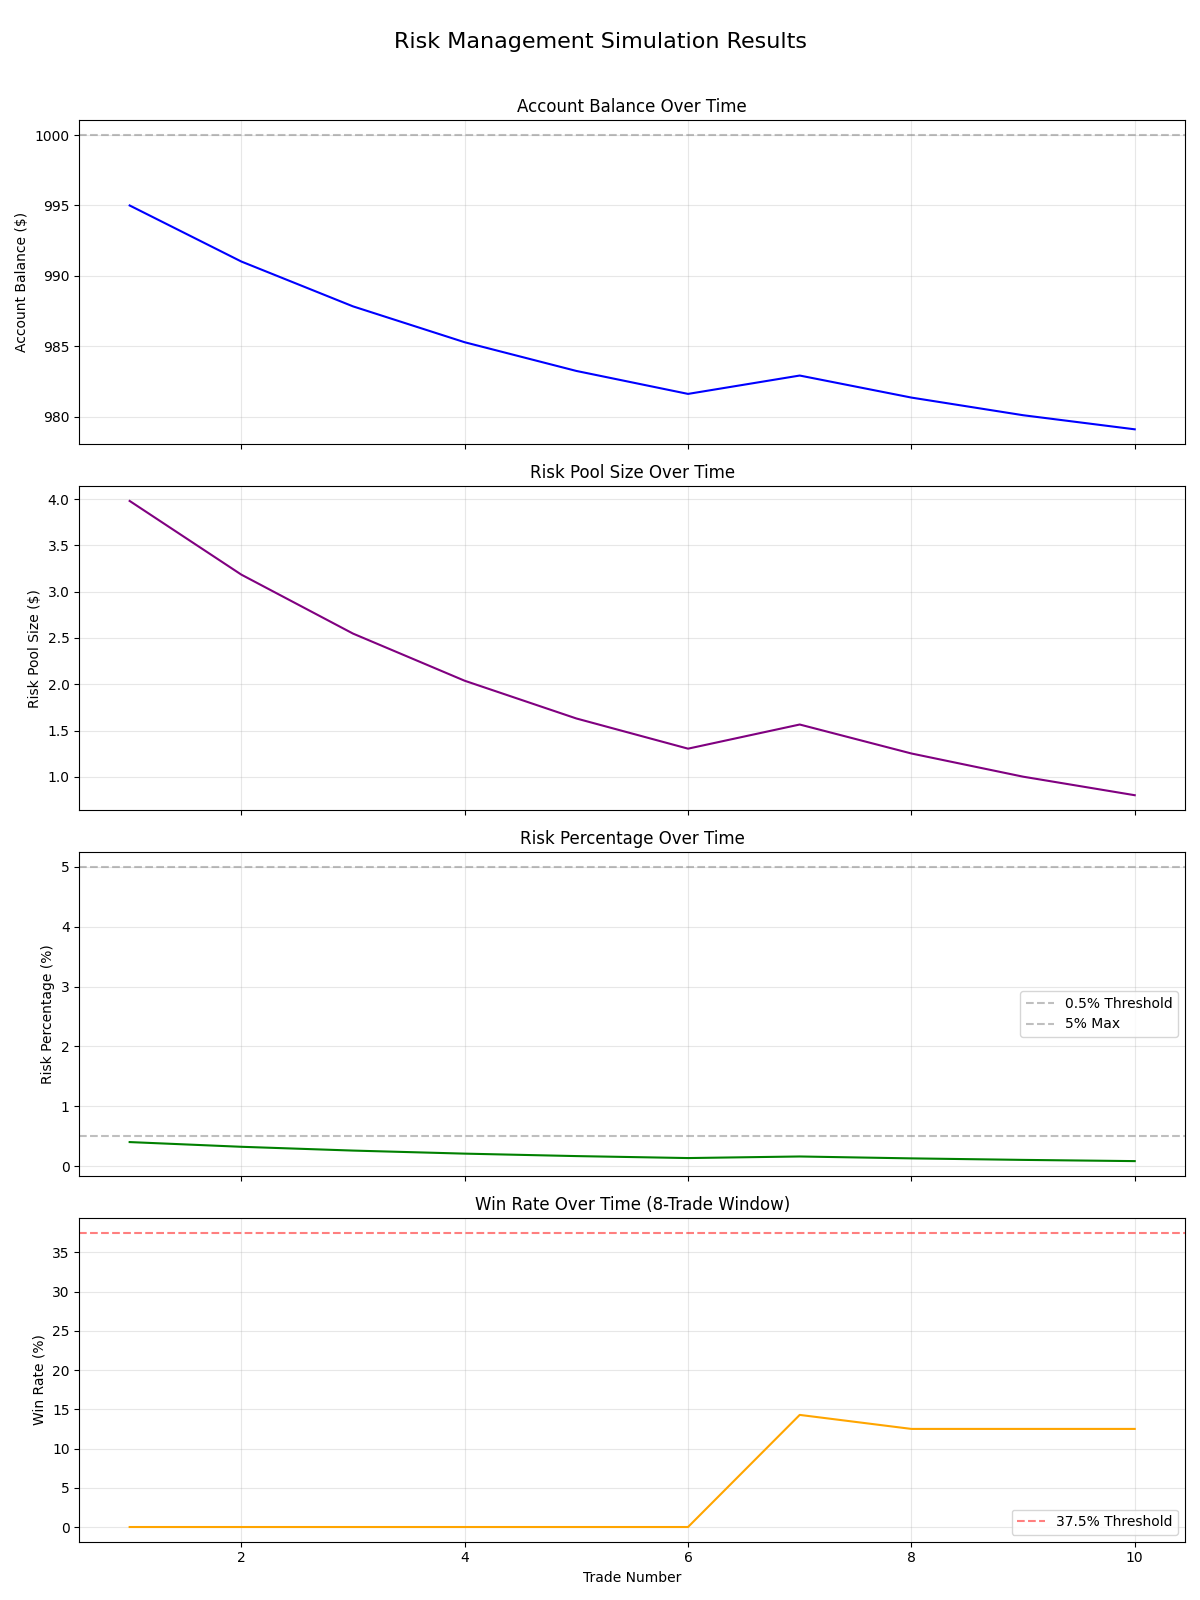 Risk Management Simulation Results
Account Balance Over Time
1000
995
990
985
980
Account Balance ($)
Risk Pool Size Over Time
4.0
3.5
3.0
2.5
2.0
1.5
1.0
Risk Pool Size ($)
Risk Percentage Over Time
5
4
3
2
1
0
Risk Percentage (%)
0.5% Threshold
5% Max
Win Rate Over Time (8-Trade Window)
35
30
25
20
15
10
5
0
Win Rate (%)
37.5% Threshold
2 4 6 8 10
Trade Number